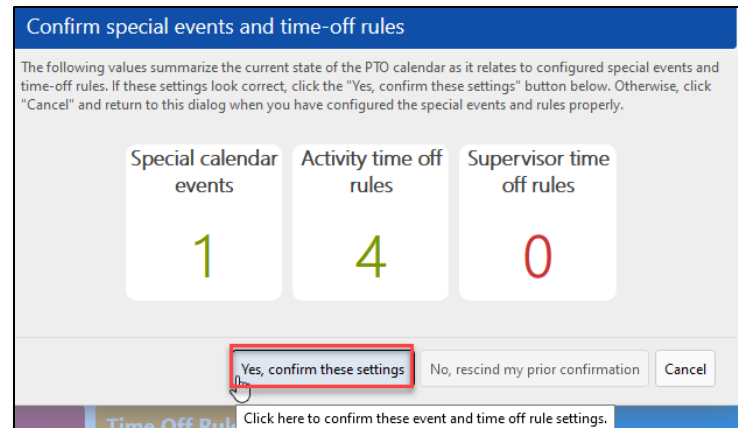 Confirm special events and time-off rules
The following values summarize the current state of the PTO calendar as it relates to configured special events and
time-off rules. If these settings look correct, click the "Yes, confirm these settings" button below. Otherwise, click
"Cancel" and return to this dialog when you have configured the special events and rules properly.
Special calendar events
1
Activity time off rules
4
Supervisor time off rules
0
Yes, confirm these settings
No, rescind my prior confirmation
Cancel
Time Off Rul
Click here to confirm these event and time off rule settings.